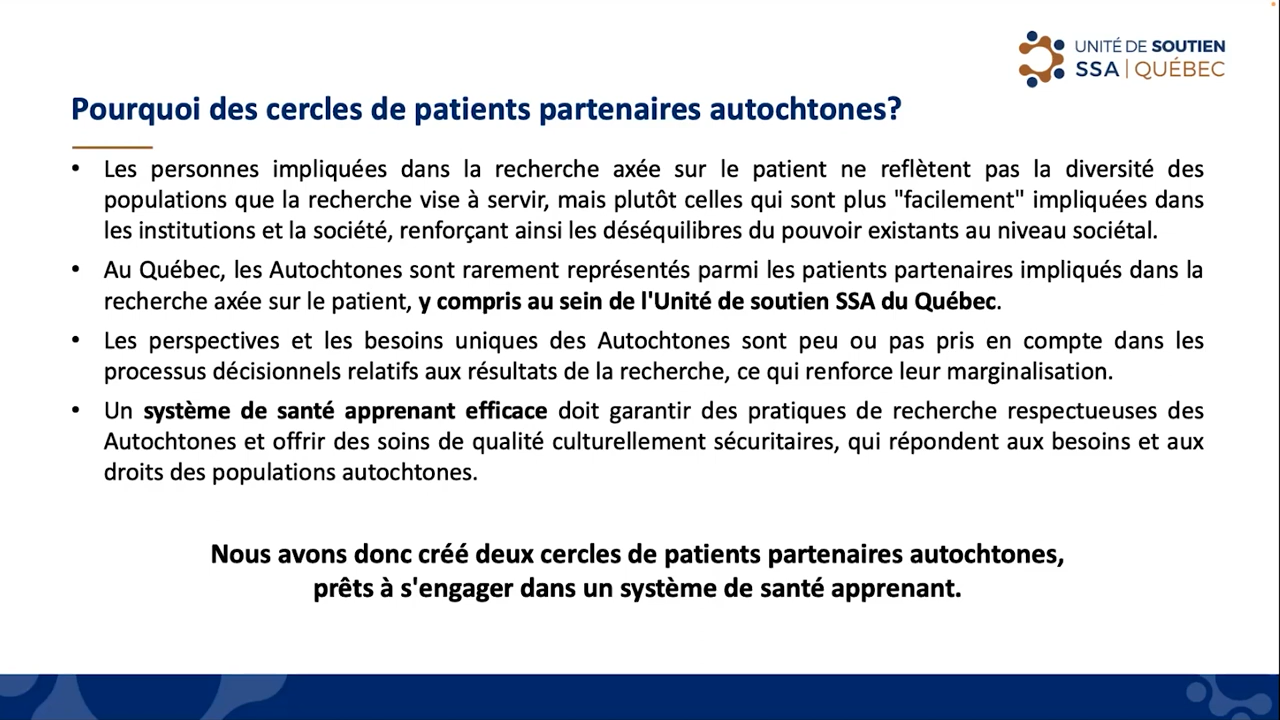 UNITÉ DE SOUTIEN
SSA | QUÉBEC
Pourquoi des cercles de patients partenaires autochtones?
• Les personnes impliquées dans la recherche axée sur le patient ne reflètent pas la diversité des
populations que la recherche vise à servir, mais plutôt celles qui sont plus "facilement" impliquées dans
les institutions et la société, renforçant ainsi les déséquilibres du pouvoir existants au niveau sociétal.
• Au Québec, les Autochtones sont rarement représentés parmi les patients partenaires impliqués dans la
recherche axée sur le patient, y compris au sein de l'Unité de soutien SSA du Québec.
• Les perspectives et les besoins uniques des Autochtones sont peu ou pas pris en compte dans les
processus décisionnels relatifs aux résultats de la recherche, ce qui renforce leur marginalisation.
• Un système de santé apprenant efficace doit garantir des pratiques de recherche respectueuses des
Autochtones et offrir des soins de qualité culturellement sécuritaires, qui répondent aux besoins et aux
droits des populations autochtones.
Nous avons donc créé deux cercles de patients partenaires autochtones,
prêts à s'engager dans un système de santé apprenant.